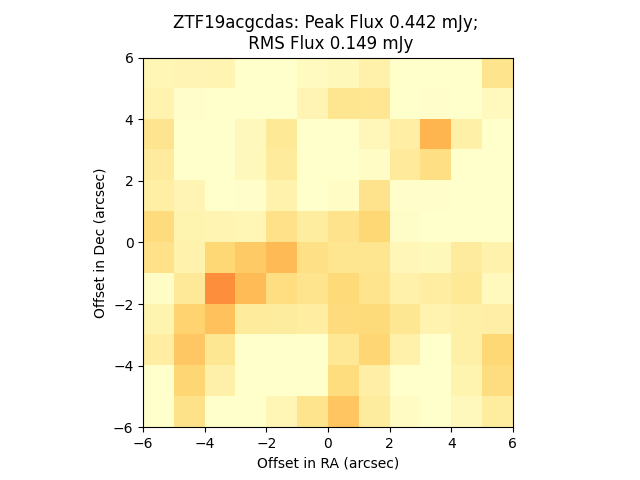 ZTF19acgcdas: Peak Flux 0.442 mJy;
RMS Flux 0.149 mJy
6
4
2
0
−2
−4
−6
Offset in Dec (arcsec)
−6 −4 −2 0 2 4 6
Offset in RA (arcsec)